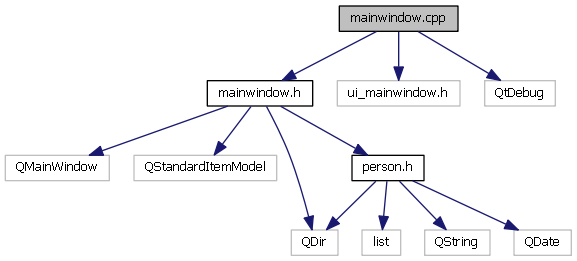 mainwindow.cpp
mainwindow.h
ui_mainwindow.h
QtDebug
QMainWindow
QStandardItemModel
person.h
QDir
list
QString
QDate